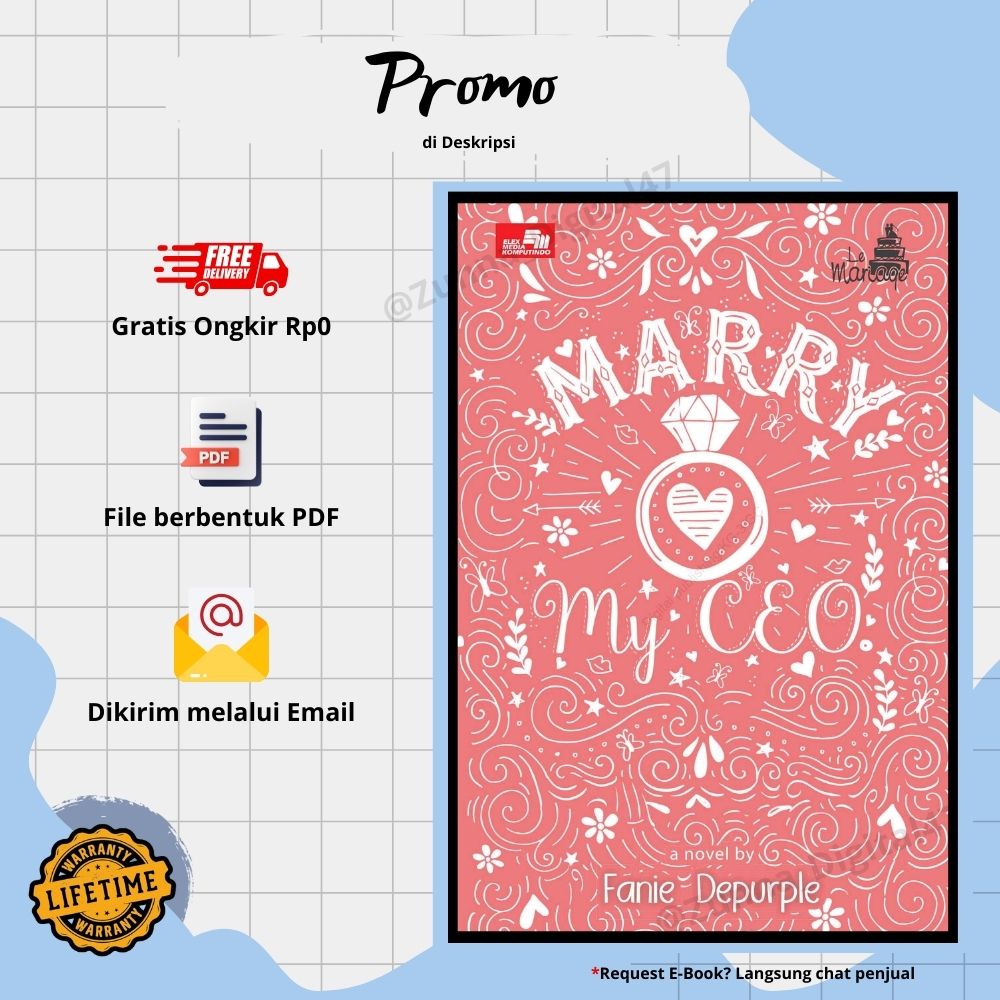 Promo
di Deskripsi
FREE
DELIVERY
Gratis Ongkir Rp0
PDF
File berbentuk PDF
@
Dikirim melalui Email
WARRANTY
LIFETIME
WARRANTY
ELEX
MEDIA
KOMPUTINDO
Le
Mariage
MARRY
My CEO
a novel by
Fanie Depurple
*Request E-Book? Langsung chat penjual